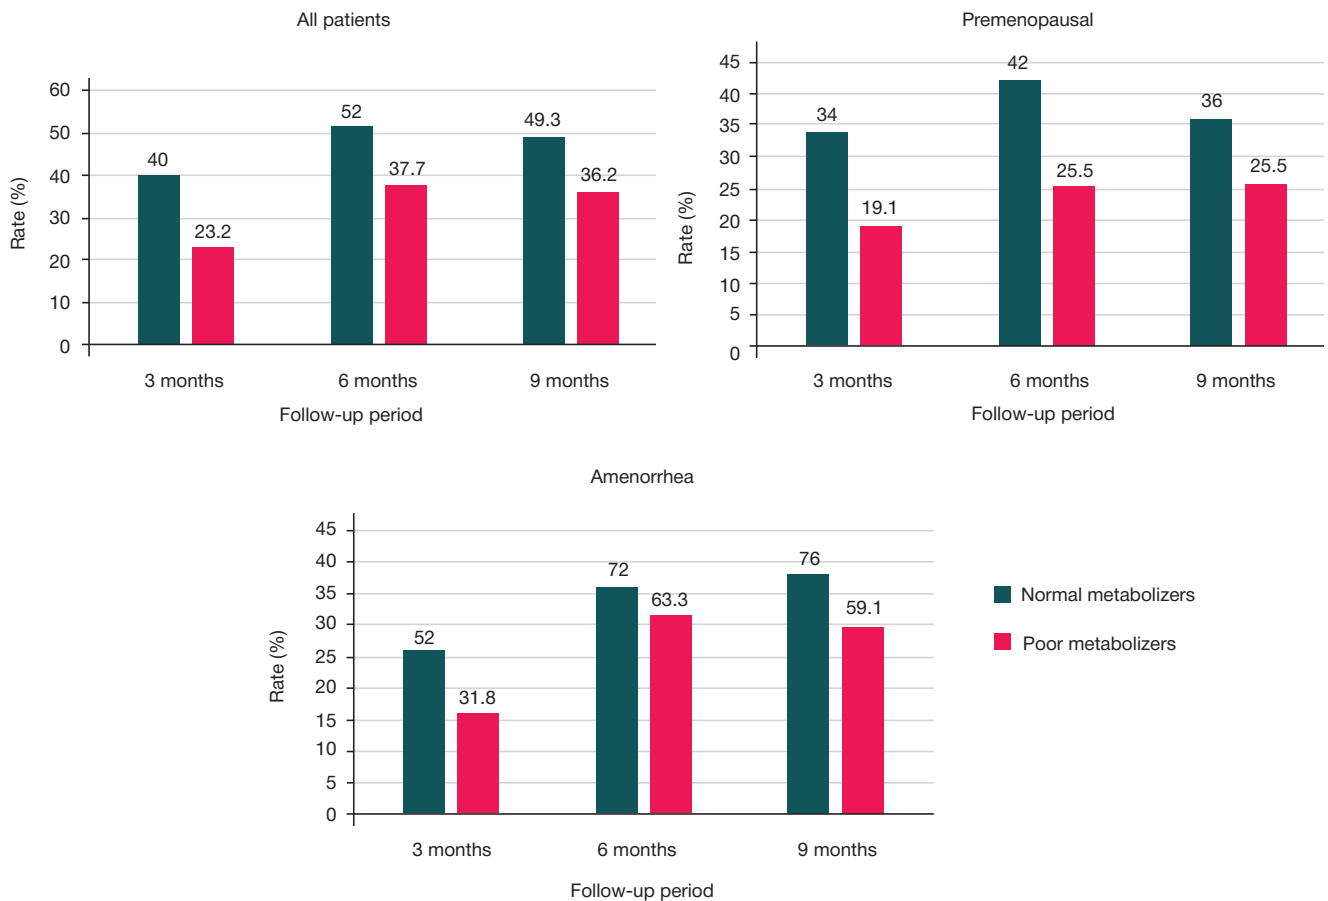 All patients
60
50
40
30
20
10
0
Rate (%)
40
23.2
52
37.7
49.3
36.2
3 months
6 months
9 months
Follow-up period
Premenopausal
45
40
35
30
25
20
15
10
5
0
Rate (%)
34
19.1
42
25.5
36
25.5
3 months
6 months
9 months
Follow-up period
Amenorrhea
45
40
35
30
25
20
15
10
5
0
Rate (%)
52
31.8
72
63.3
76
59.1
3 months
6 months
9 months
Follow-up period
Normal metabolizers
Poor metabolizers